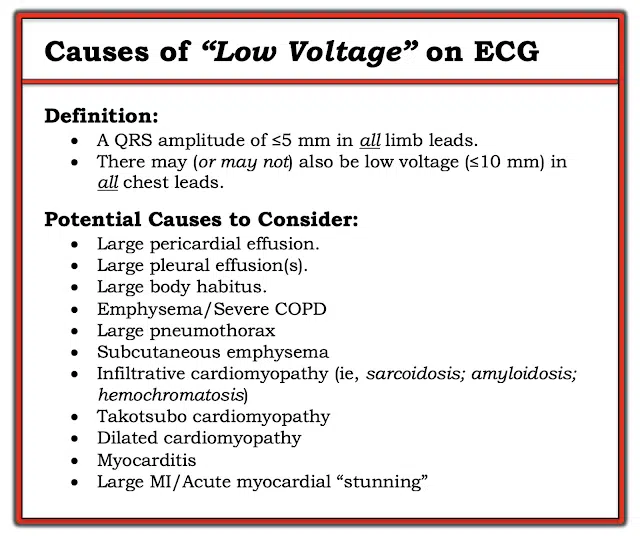 Causes of “Low Voltage” on ECG
Definition:
• A QRS amplitude of ≤5 mm in all limb leads.
• There may (or may not) also be low voltage (≤10 mm) in
all chest leads.
Potential Causes to Consider:
• Large pericardial effusion.
• Large pleural effusion(s).
• Large body habitus.
• Emphysema/Severe COPD
• Large pneumothorax
• Subcutaneous emphysema
• Infiltrative cardiomyopathy (ie, sarcoidosis; amyloidosis;
hemochromatosis)
• Takotsubo cardiomyopathy
• Dilated cardiomyopathy
• Myocarditis
• Large MI/Acute myocardial “stunning”